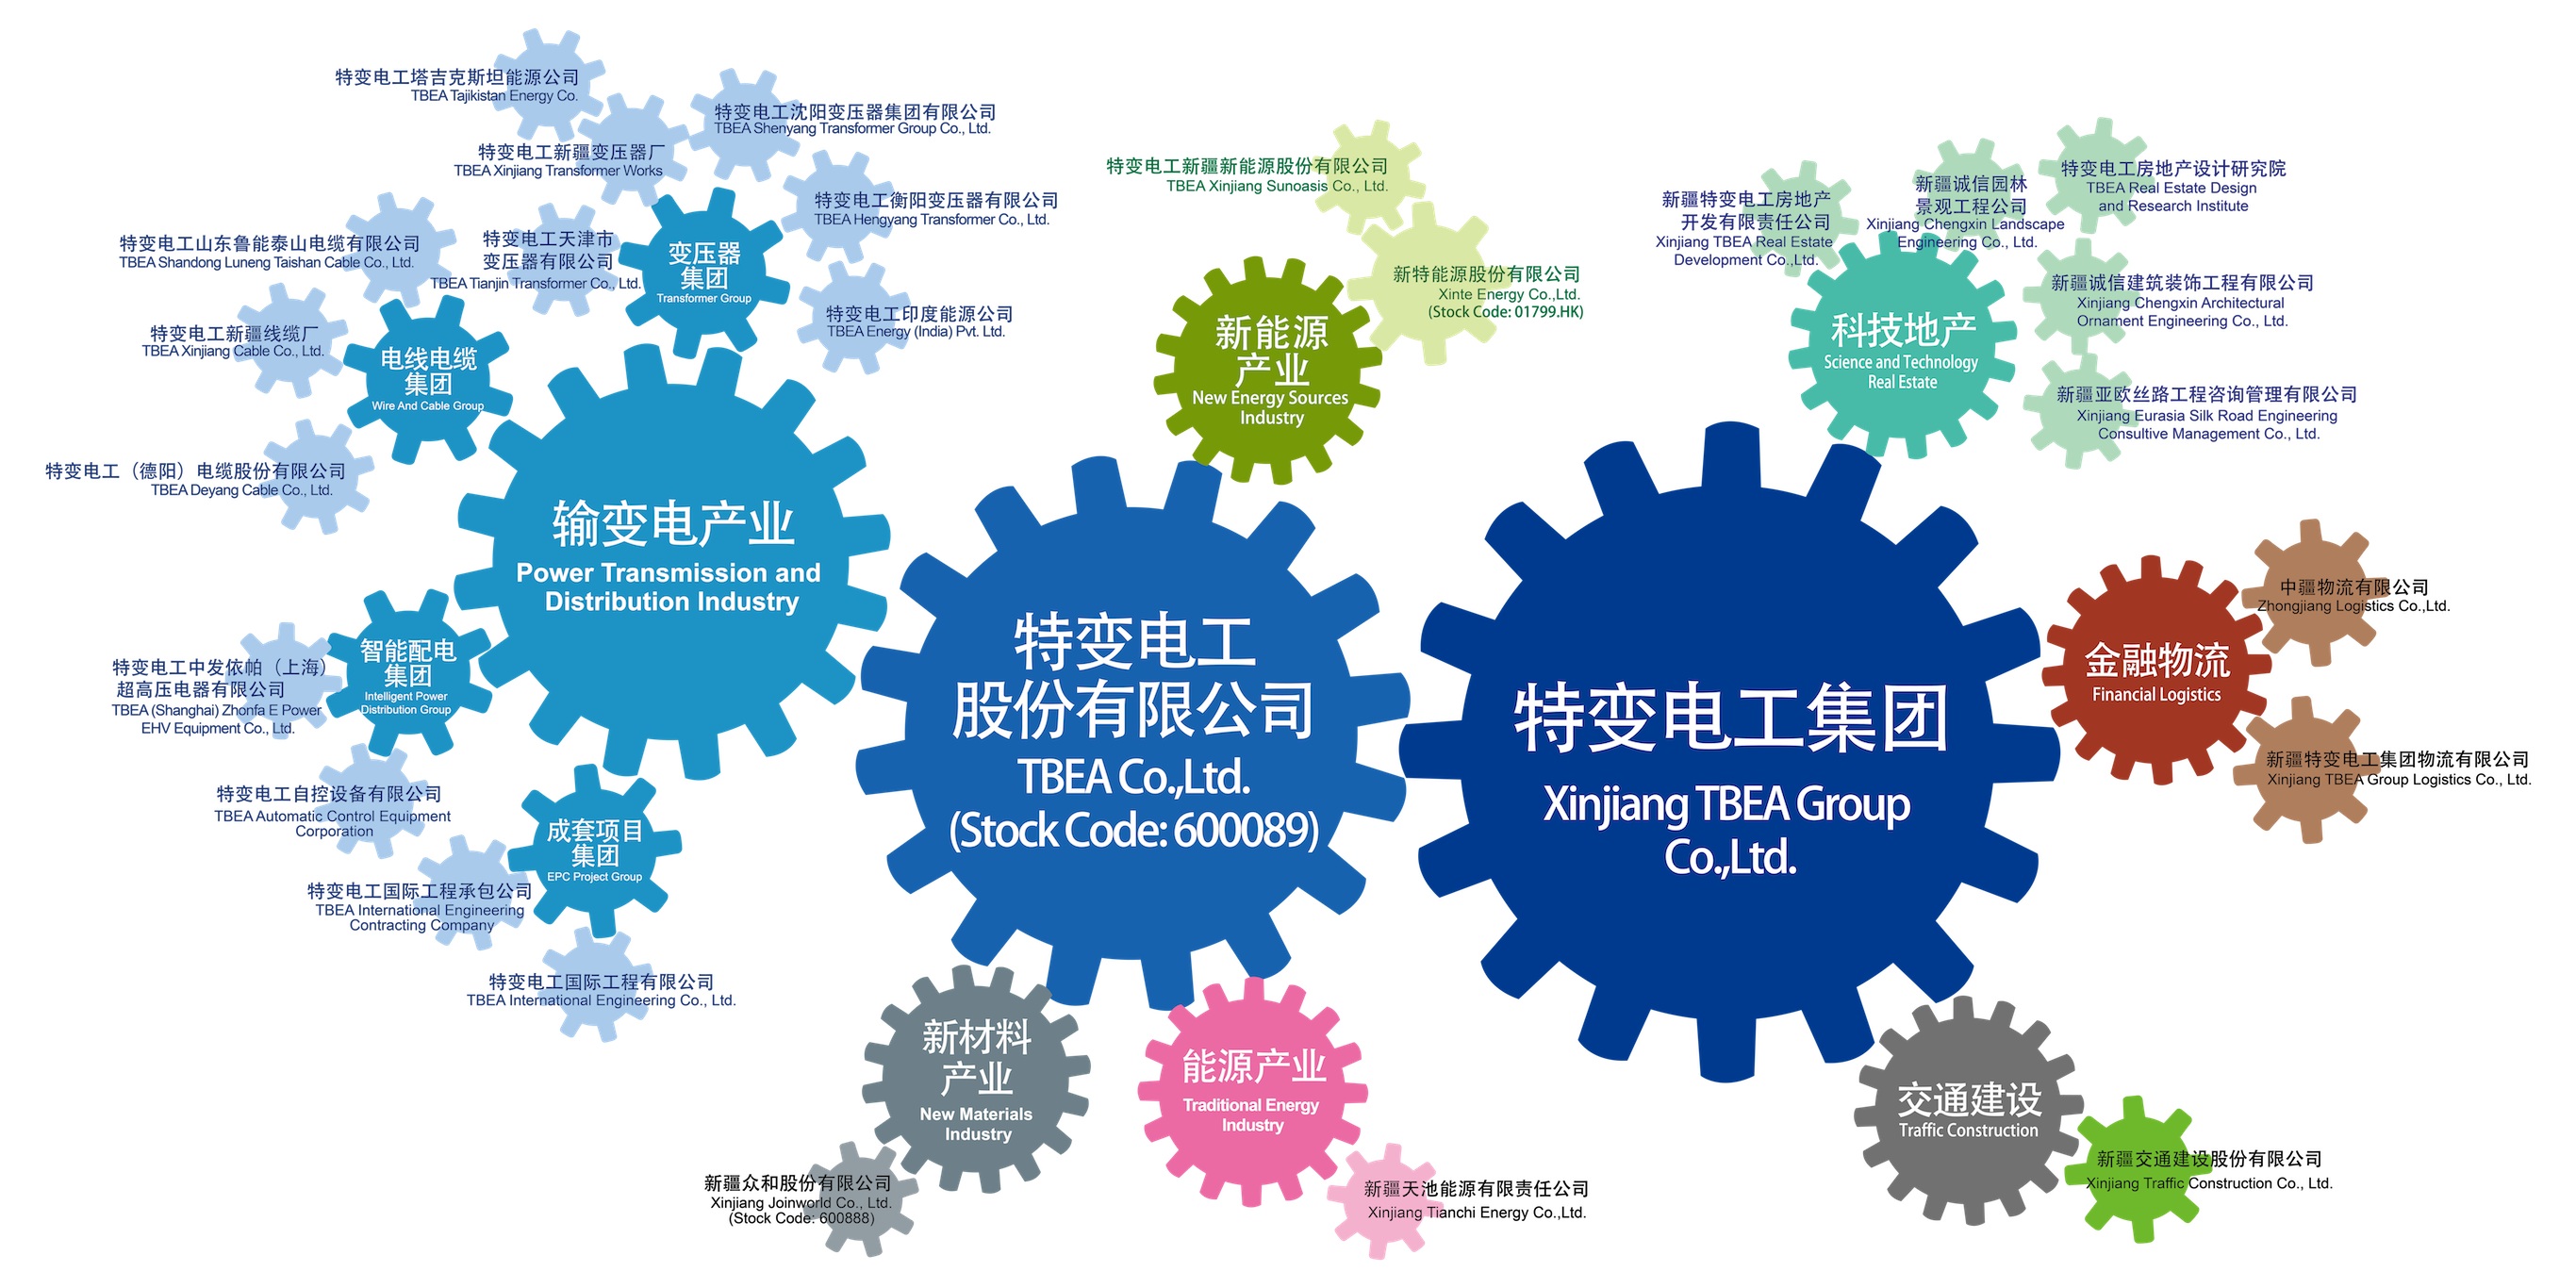 特变电工塔吉克斯坦能源公司
TBEA Tajikistan Energy Co.
特变电工新疆变压器厂
TBEA Xinjiang Transformer Works
特变电工沈阳变压器集团有限公司
TBEA Shenyang Transformer Group Co., Ltd.
特变电工衡阳变压器有限公司
TBEA Hengyang Transformer Co., Ltd.
特变电工天津市
变压器有限公司
TBEA Tianjin Transformer Co., Ltd.
变压器
集团
Transformer Group
特变电工印度能源公司
TBEA Energy (India) Pvt. Ltd.
特变电工山东鲁能泰山电缆有限公司
TBEA Shandong Luneng Taishan Cable Co., Ltd.
特变电工新疆线缆厂
TBEA Xinjiang Cable Co., Ltd.
电线电缆
集团
Wire And Cable Group
特变电工（德阳）电缆股份有限公司
TBEA Deyang Cable Co., Ltd.
输变电产业
Power Transmission and
Distribution Industry
智能配电
集团
Intelligent Power
Distribution Group
特变电工中发依帕（上海）
超高压电器有限公司
TBEA (Shanghai) Zhonfa E Power
EHV Equipment Co., Ltd.
特变电工自控设备有限公司
TBEA Automatic Control Equipment
Corporation
成套项目
集团
EPC Project Group
特变电工国际工程承包公司
TBEA International Engineering
Contracting Company
特变电工国际工程有限公司
TBEA International Engineering Co., Ltd.
特变电工新疆新能源股份有限公司
TBEA Xinjiang Sunoasis Co., Ltd.
新特能源股份有限公司
Xinte Energy Co.,Ltd.
(Stock Code: 01799.HK)
新能源
产业
New Energy Sources
Industry
特变电工
股份有限公司
TBEA Co.,Ltd.
(Stock Code: 600089)
新材料
产业
New Materials
Industry
新疆众和股份有限公司
Xinjiang Joinworld Co., Ltd.
(Stock Code: 600888)
能源产业
Traditional Energy
Industry
新疆天池能源有限责任公司
Xinjiang Tianchi Energy Co.,Ltd.
特变电工集团
Xinjiang TBEA Group
Co.,Ltd.
新疆特变电工房地产
开发有限责任公司
Xinjiang TBEA Real Estate
Development Co.,Ltd.
新疆诚信园林
景观工程公司
Xinjiang Chengxin Landscape
Engineering Co., Ltd.
特变电工房地产设计研究院
TBEA Real Estate Design
and Research Institute
科技地产
Science and Technology
Real Estate
新疆诚信建筑装饰工程有限公司
Xinjiang Chengxin Architectural
Ornament Engineering Co., Ltd.
新疆亚欧丝路工程咨询管理有限公司
Xinjiang Eurasia Silk Road Engineering
Consultive Management Co., Ltd.
中疆物流有限公司
Zhongjiang Logistics Co.,Ltd.
金融物流
Financial Logistics
新疆特变电工集团物流有限公司
Xinjiang TBEA Group Logistics Co., Ltd.
交通建设
Traffic Construction
新疆交通建设股份有限公司
Xinjiang Traffic Construction Co., Ltd.